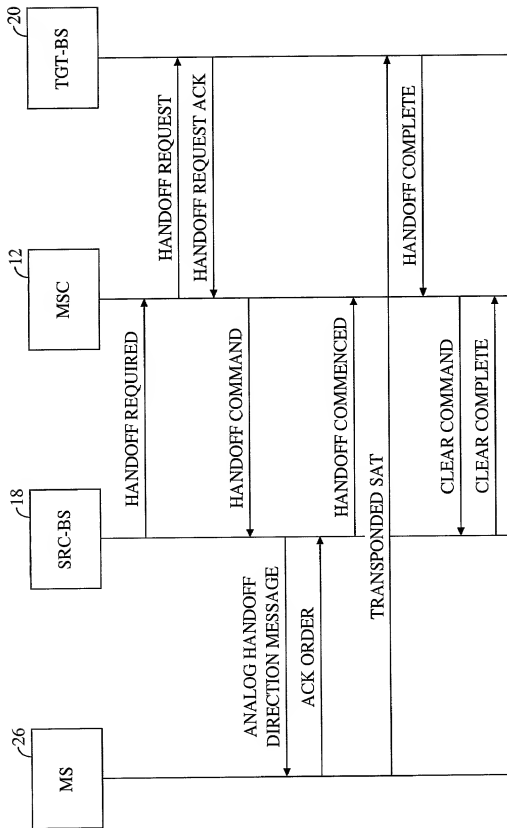 26
MS
18
SRC-BS
12
MSC
20
TGT-BS
HANDOFF REQUIRED
HANDOFF REQUEST
HANDOFF REQUEST ACK
HANDOFF COMMAND
ANALOG HANDOFF
DIRECTION MESSAGE
ACK ORDER
HANDOFF COMMENCED
TRANSPONDED SAT
HANDOFF COMPLETE
CLEAR COMMAND
CLEAR COMPLETE